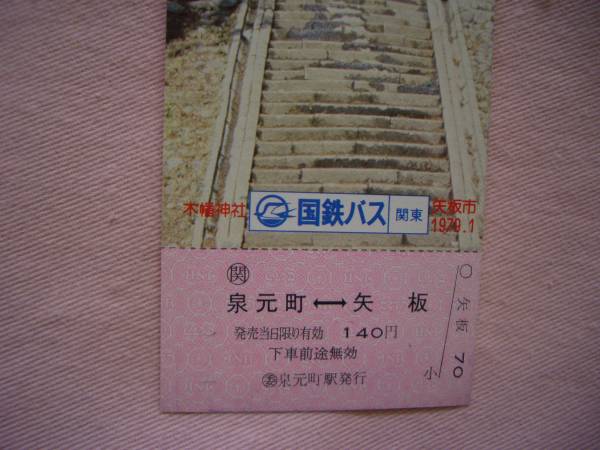 木幡神社
国鉄バス
関東
矢板市
1979.1
関
泉元町⟷矢板
発売当日限り有効 140円
下車前途無効
泉元町駅発行
〇矢板
小 70